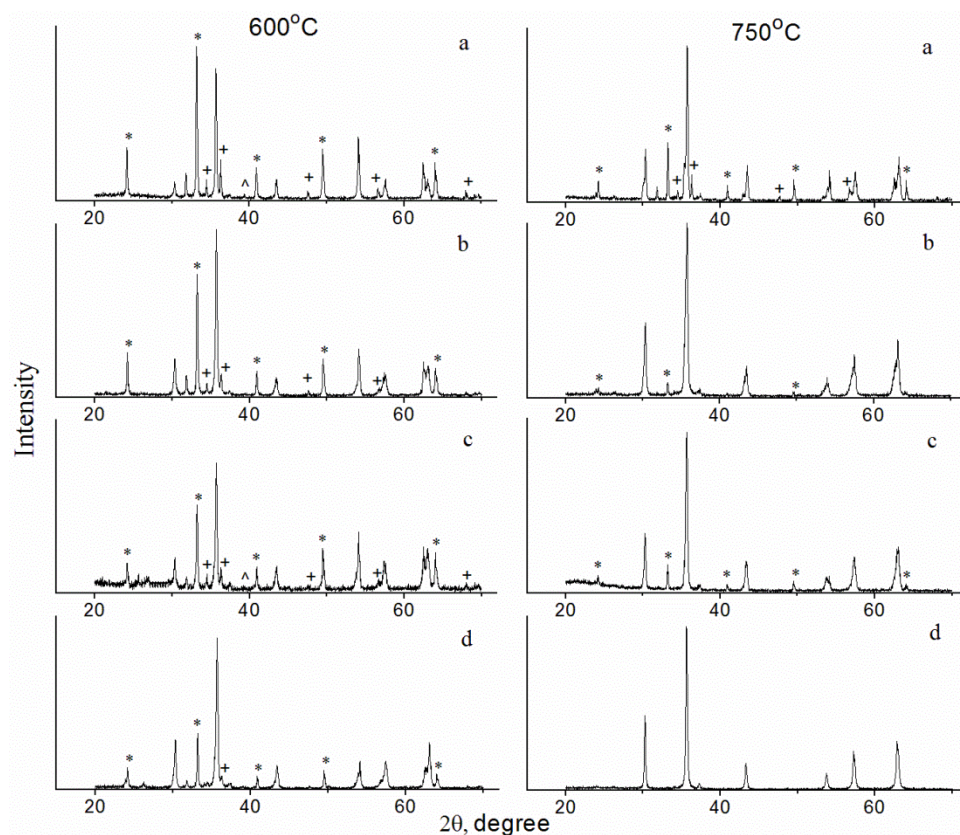 600°C
750°C
a
* * + + * ^ + * + * +
a
* * + + * + * + *
20 40 60
20 40 60
b
* * + + * + * + *
b
* * *
20 40 60
20 40 60
Intensity
c
* * + + * ^ + * + * +
c
* * * * *
20 40 60
20 40 60
d
* * + * * *
d
20 40 60
20 40 60
2θ, degree